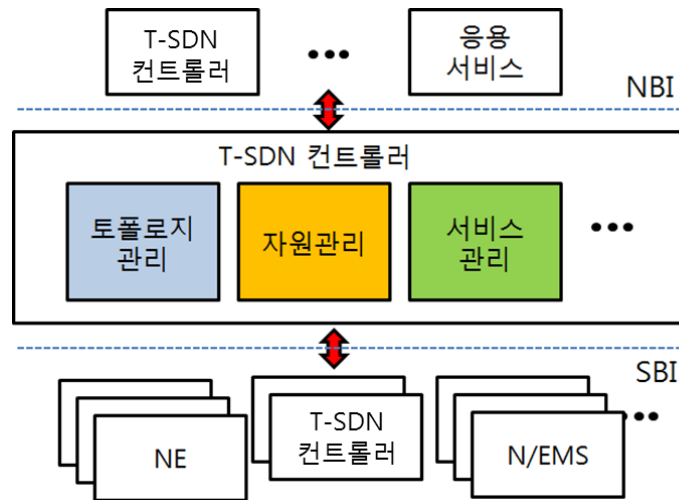 T-SDN
컨트롤러
•••
응용
서비스
NBI
T-SDN 컨트롤러
토폴로지
관리
자원관리
서비스
관리
•••
SBI
NE
T-SDN
컨트롤러
N/EMS
•••